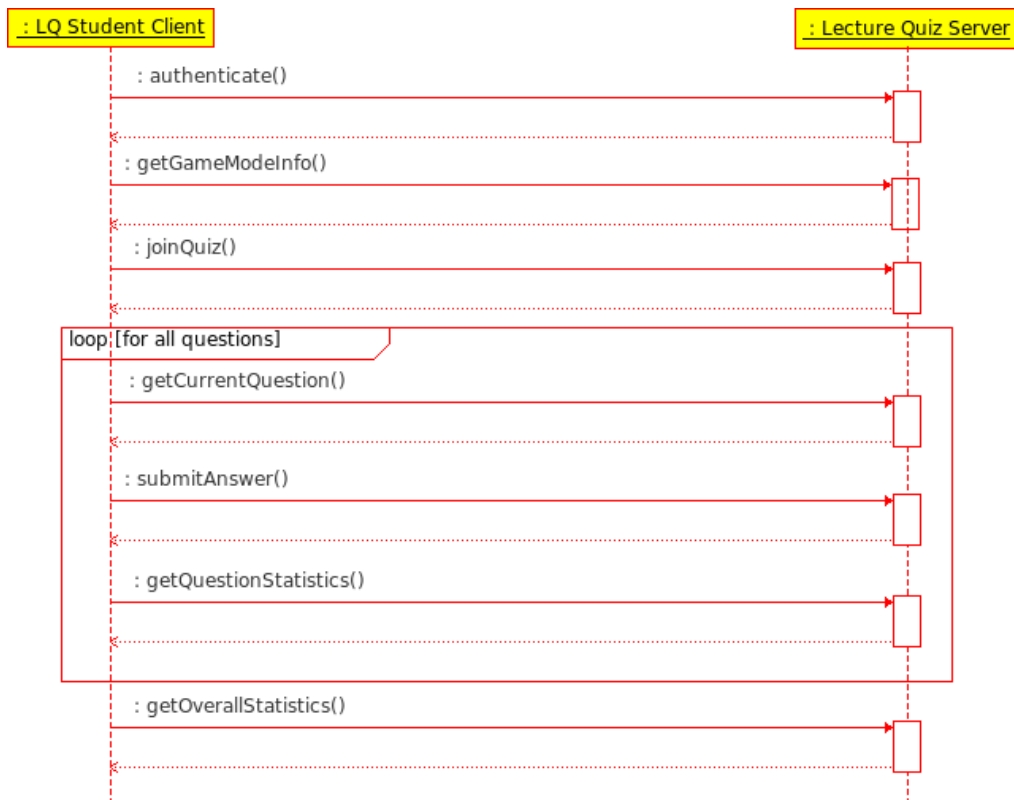 : LQ Student Client
: Lecture Quiz Server
: authenticate()
: getGameModeInfo()
: joinQuiz()
loop [for all questions]
: getCurrentQuestion()
: submitAnswer()
: getQuestionStatistics()
: getOverallStatistics()